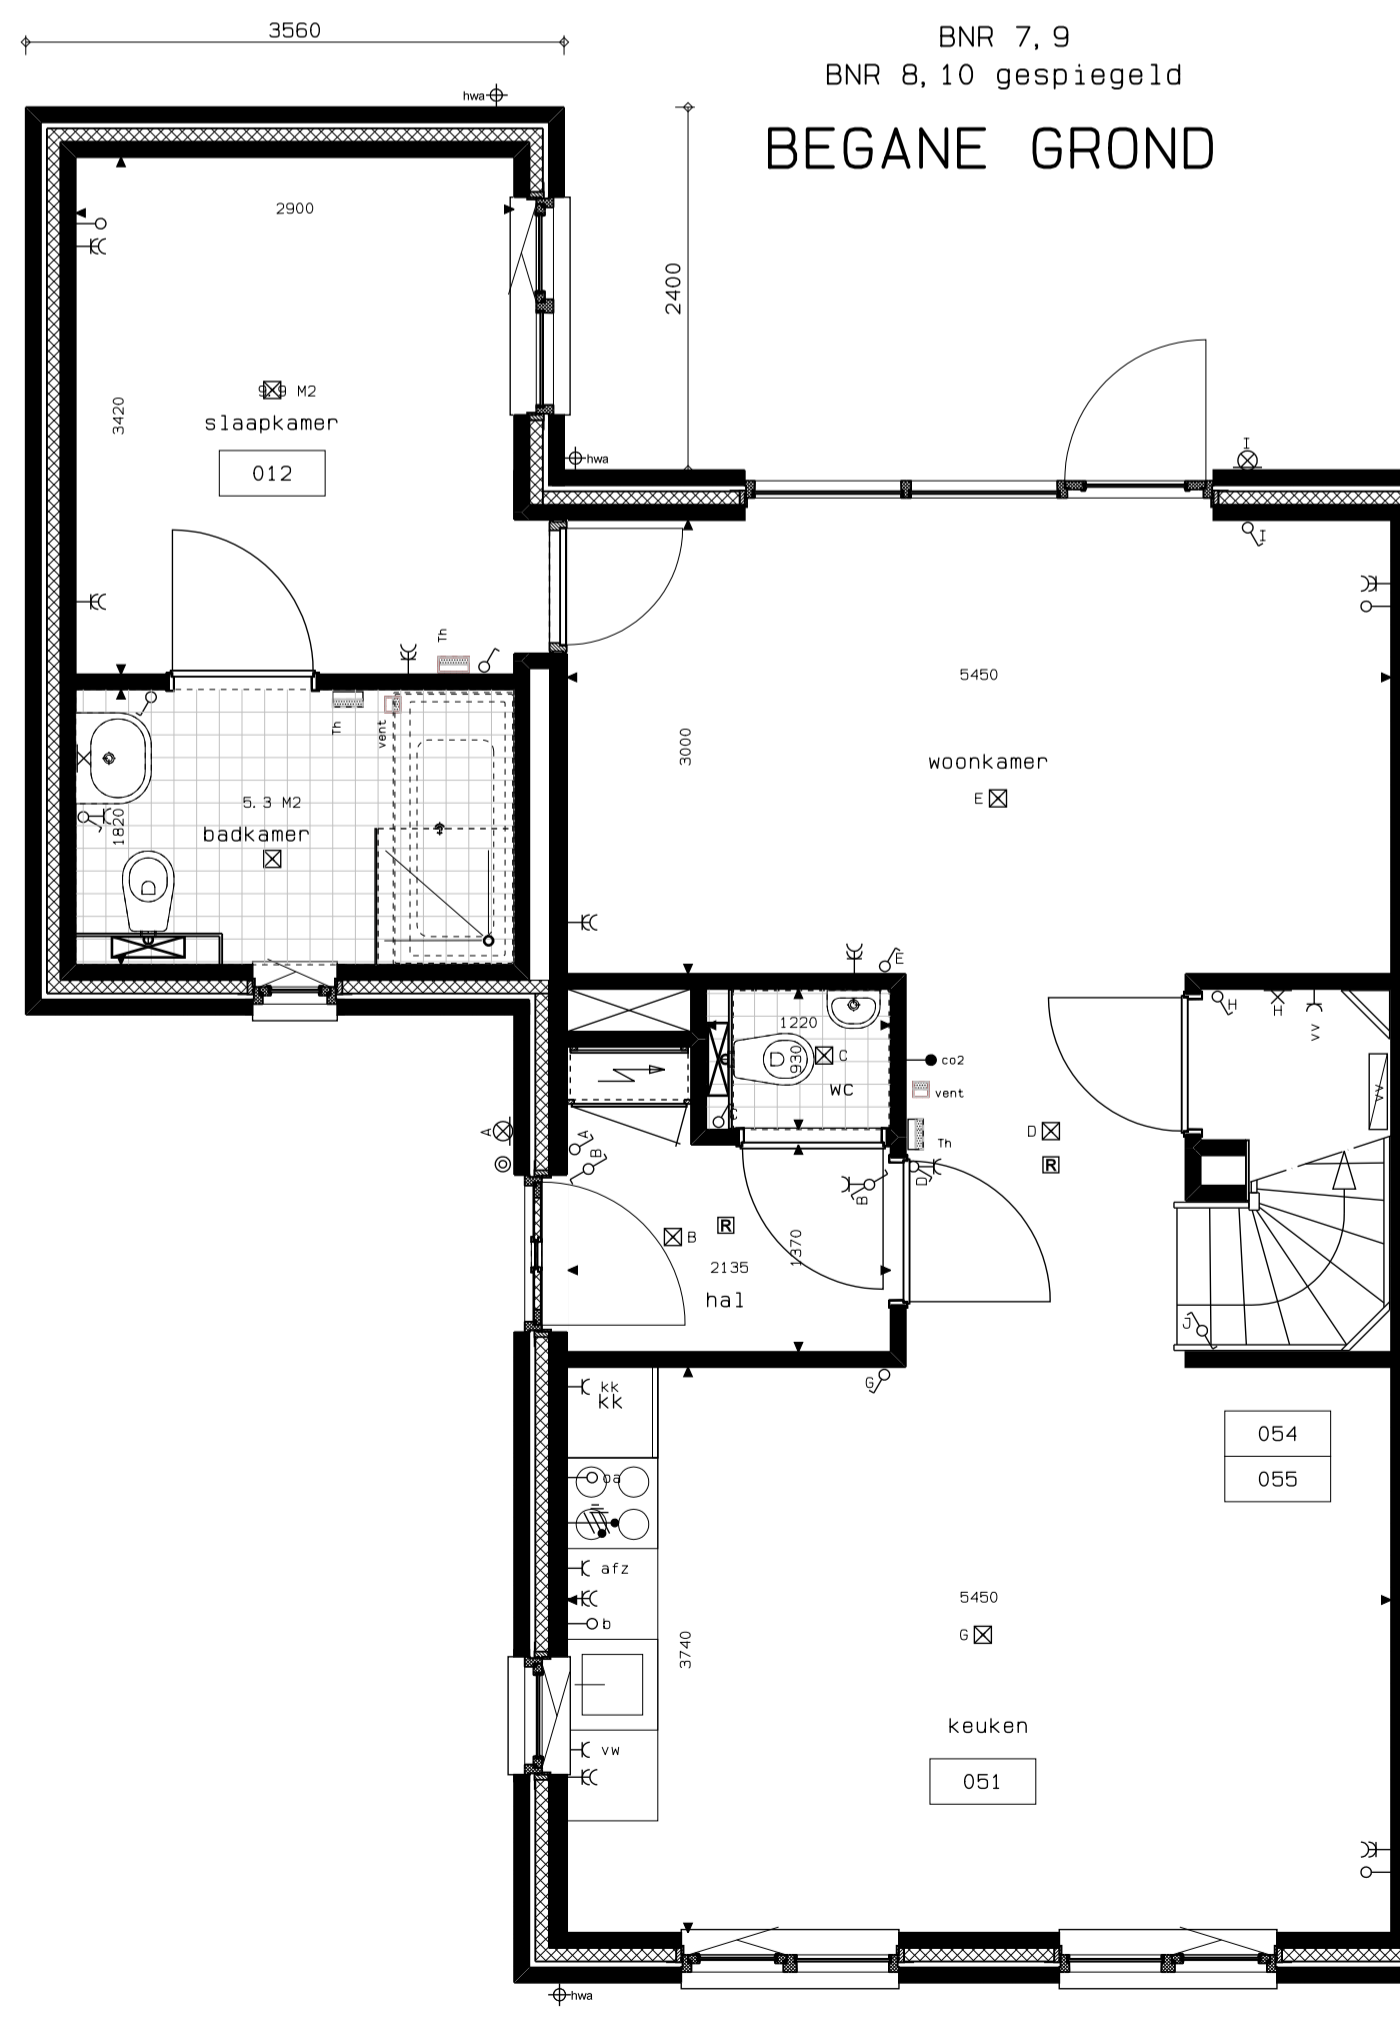 3560
BNR 7, 9
BNR 8, 10 gespiegeld
BEGANE GROND
hwa
2900
2400
9.9 M2
3420
slaapkamer
012
hwa
I
I
Th
5450
3000
woonkamer
E
Th
vent
5.3 M2
1820
badkamer
E
H
H
vv
vv
1220
930
C
WC
C
co2
vent
Th
A
A
B
D
R
B
D
B
R
1370
2135
hal
J
G
kk
kk
054
055
pa
afz
b
5450
G
3740
keuken
vw
051
hwa